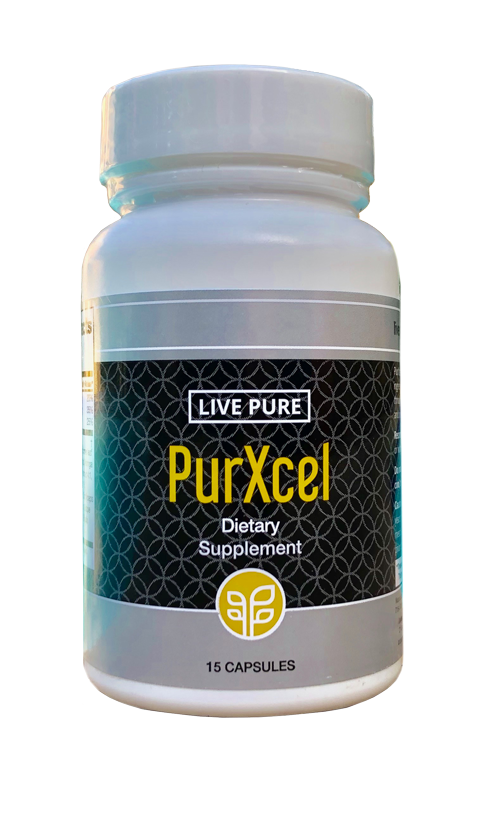 LIVE PURE
PurXcel
Dietary
Supplement
15 CAPSULES